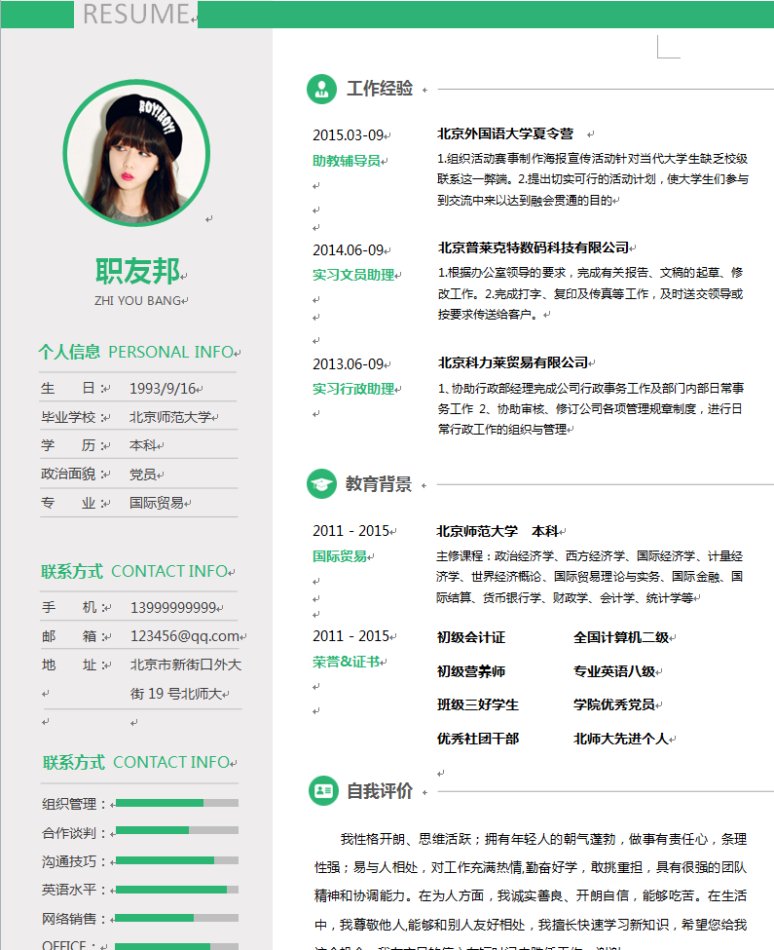 RESUME
BOY!BOY!
职友邦
ZHI YOU BANG
个人信息 PERSONAL INFO
生 日： 1993/9/16
毕业学校： 北京师范大学
学 历： 本科
政治面貌： 党员
专 业： 国际贸易
联系方式 CONTACT INFO
手 机： 13999999999
邮 箱： 123456@qq.com
地 址： 北京市新街口外大
街 19 号北师大
联系方式 CONTACT INFO
组织管理：
合作谈判：
沟通技巧：
英语水平：
网络销售：
OFFICE：
工作经验
2015.03-09 北京外国语大学夏令营
助教辅导员
1.组织活动赛事制作海报宣传活动针对当代大学生缺乏校级
联系这一弊端。2.提出切实可行的活动计划，使大学生们参与
到交流中来以达到融会贯通的目的
2014.06-09 北京普莱克特数码科技有限公司
实习文员助理
1.根据办公室领导的要求，完成有关报告、文稿的起草、修
改工作。2.完成打字、复印及传真等工作，及时送交领导或
按要求传送给客户。
2013.06-09 北京科力莱贸易有限公司
实习行政助理
1、协助行政部经理完成公司行政事务工作及部门内部日常事
务工作 2、协助审核、修订公司各项管理规章制度，进行日
常行政工作的组织与管理
教育背景
2011 - 2015 北京师范大学 本科
国际贸易
主修课程：政治经济学、西方经济学、国际经济学、计量经
济学、世界经济概论、国际贸易理论与实务、国际金融、国
际结算、货币银行学、财政学、会计学、统计学等
2011 - 2015 初级会计证 全国计算机二级
荣誉&证书
初级营养师 专业英语八级
班级三好学生 学院优秀党员
优秀社团干部 北师大先进个人
自我评价
我性格开朗、思维活跃；拥有年轻人的朝气蓬勃，做事有责任心，条理
性强；易与人相处，对工作充满热情,勤奋好学，敢挑重担，具有很强的团队
精神和协调能力。在为人方面，我诚实善良、开朗自信，能够吃苦。在生活
中，我尊敬他人,能够和别人友好相处，我擅长快速学习新知识，希望您给我